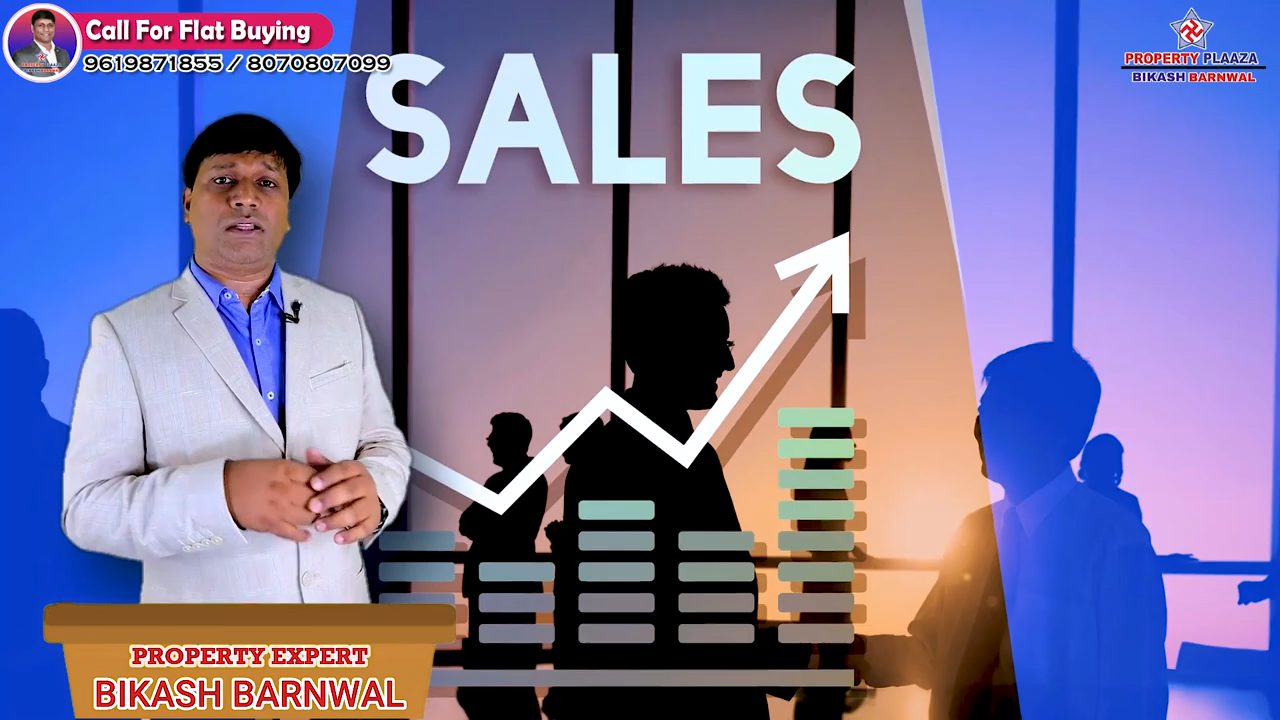 Call For Flat Buying
9619871855 / 8070807099
PROPERTY PLAAZA
BIKASH BARNWAL
SALES
PROPERTY EXPERT
BIKASH BARNWAL